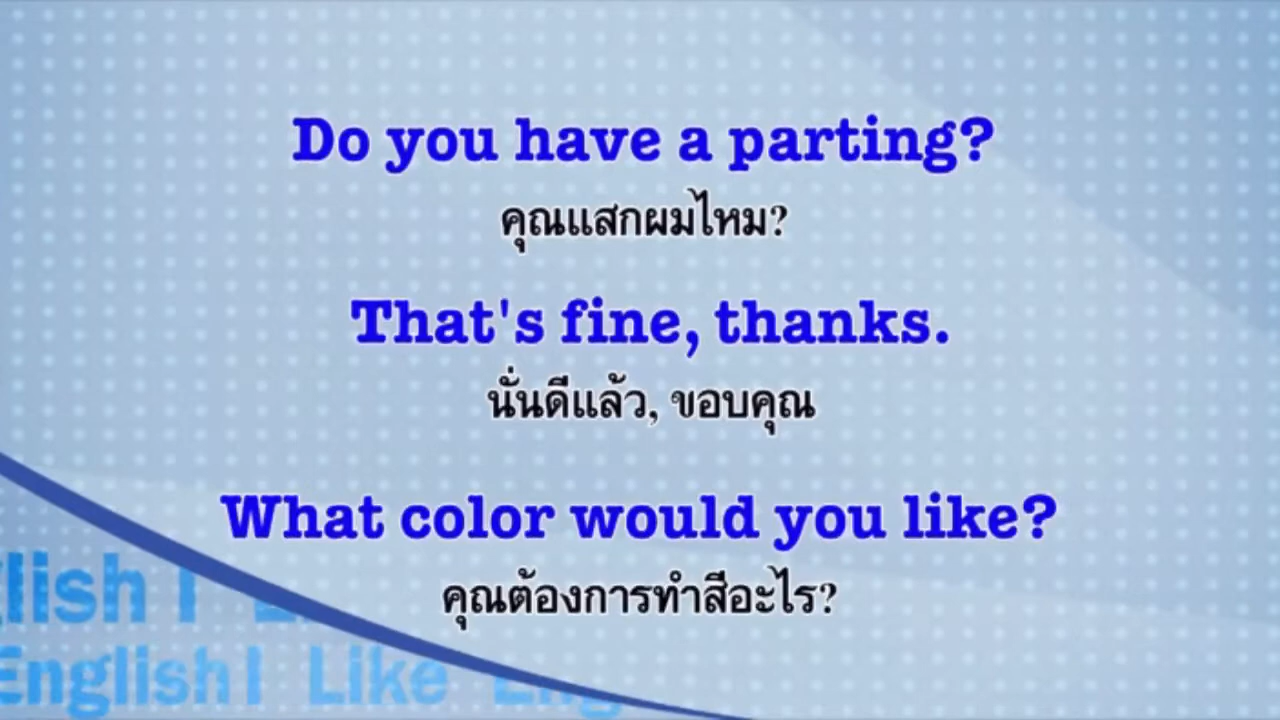 Do you have a parting?
คุณแสกผมไหม?
That's fine, thanks.
นั่นดีแล้ว, ขอบคุณ
What color would you like?
คุณต้องการทำสีอะไร?
glish I
English I Like Eng